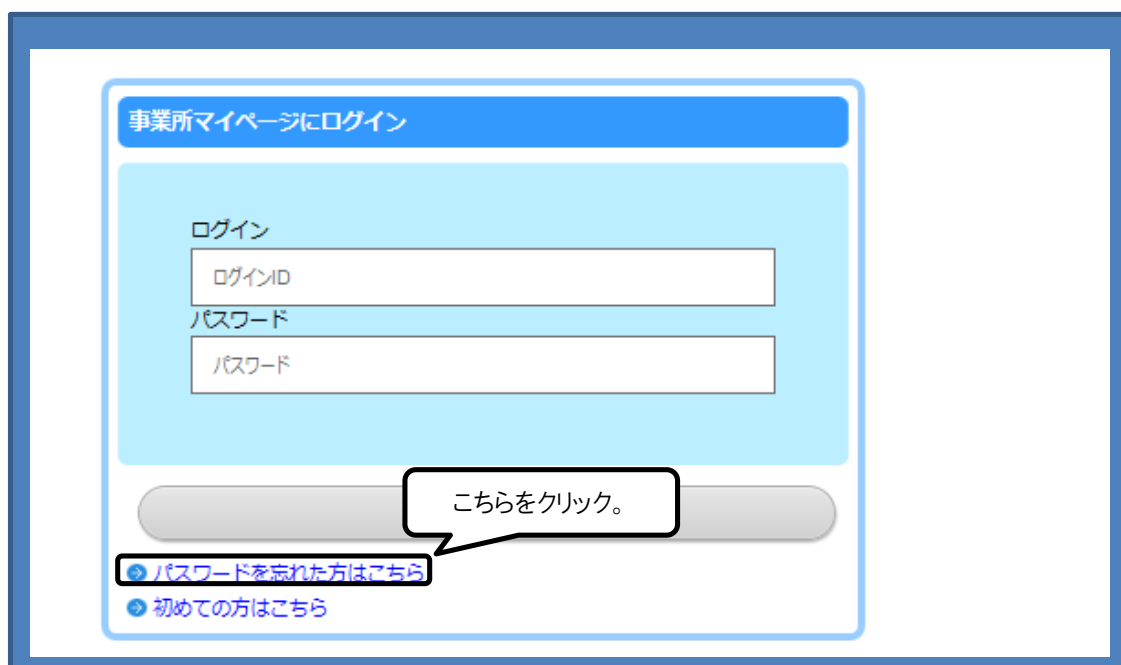 事業所マイページにログイン
ログイン
ログインID
パスワード
パスワード
こちらをクリック。
パスワードを忘れた方はこちら
初めての方はこちら